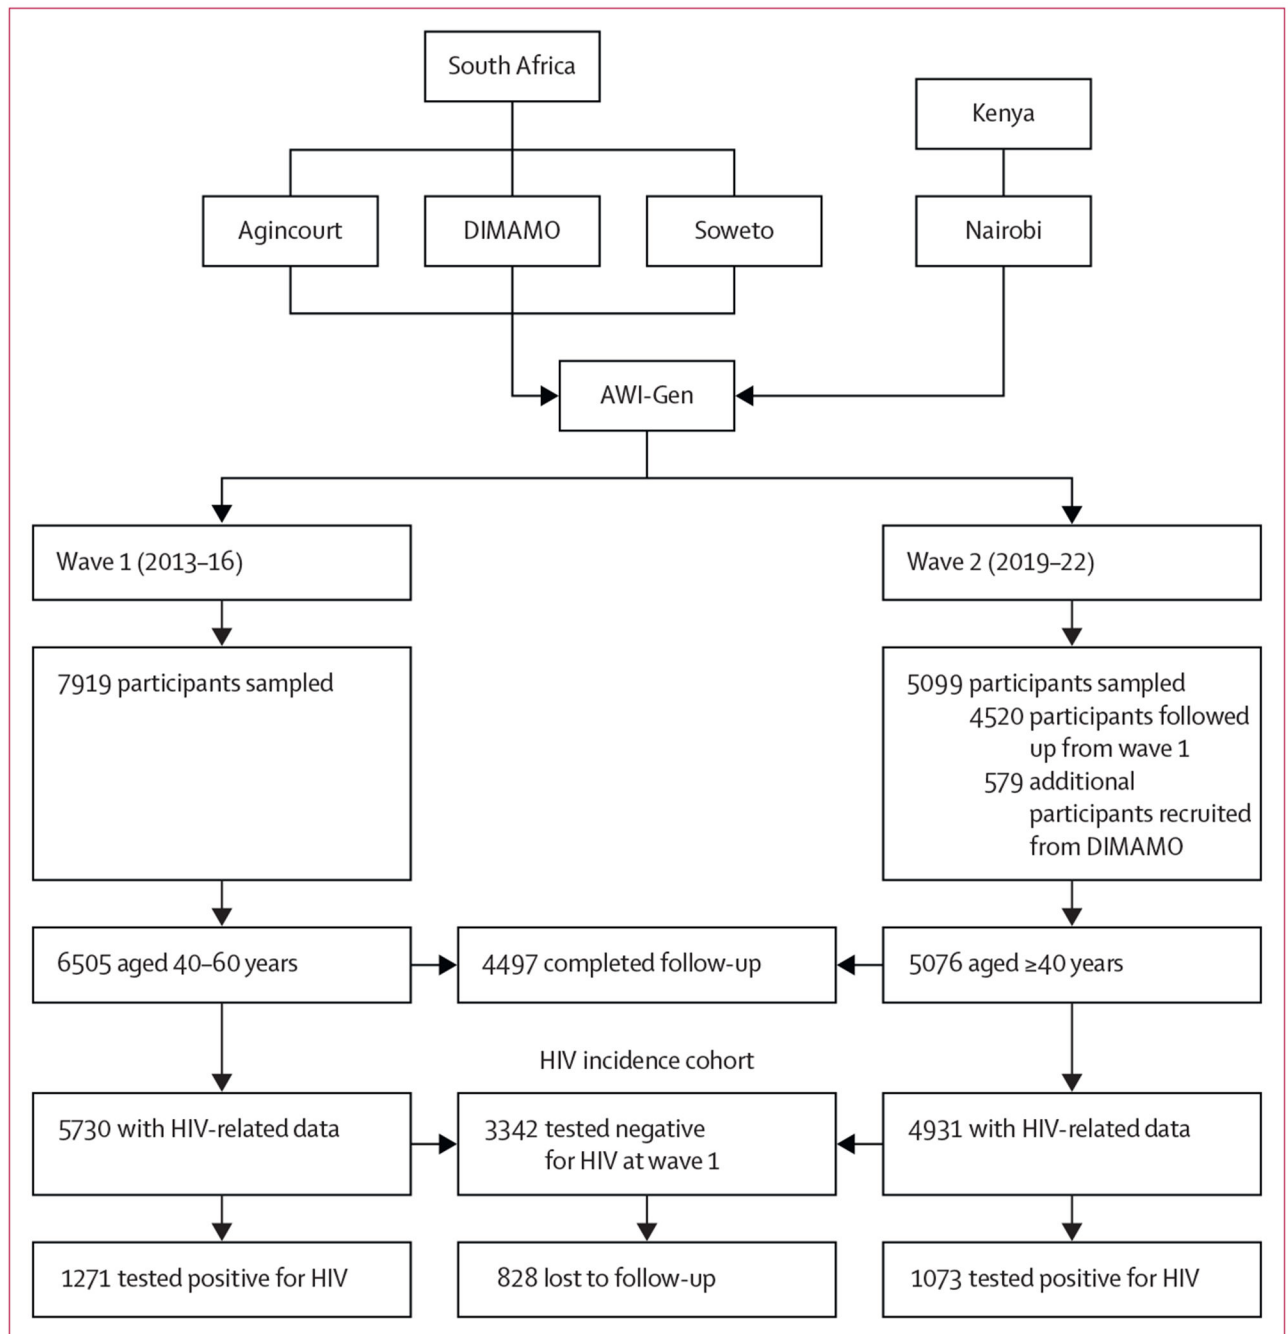 South Africa
Kenya
Agincourt
DIMAMO
Soweto
Nairobi
AWI-Gen
Wave 1 (2013–16)
Wave 2 (2019–22)
7919 participants sampled
5099 participants sampled
4520 participants followed
up from wave 1
579 additional
participants recruited
from DIMAMO
6505 aged 40–60 years
4497 completed follow-up
5076 aged ≥40 years
HIV incidence cohort
5730 with HIV-related data
3342 tested negative
for HIV at wave 1
4931 with HIV-related data
1271 tested positive for HIV
828 lost to follow-up
1073 tested positive for HIV